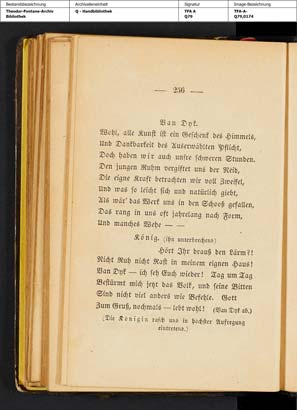 Bestandsbezeichnung Archivalieneinheit Signatur Image-Bezeichnung
Theodor-Fontane-Archiv Q - Handbibliothek TFA A TFA-A-
Bibliothek Q79 Q79,0174
— 256 —
Van Dyk.
Wohl, alle Kunst ist ein Geschenk des Himmels,
Und Dankbarkeit des Auserwählten Pflicht,
Doch haben wir auch unsre schweren Stunden.
Den jungen Ruhm vergiftet uns der Neid,
Die eigne Kraft betrachten wir voll Zweifel,
Und was so leicht sich und natürlich giebt,
Als wär' das Werk uns in den Schooß gefallen,
Das rang in uns oft jahrelang nach Form,
Und manches Wehe — —
König. (ihn unterbrechend)
Hört Ihr drauß den Lärm?!
Nicht Ruh nicht Rast in meinem eignen Haus!
Van Dyk — ich seh Euch wieder! Tag um Tag
Bestürmt mich jetzt das Volk, und seine Bitten
Sind nicht viel anders wie Befehle. Gott
Zum Gruß, nochmals — lebt wohl! (Van Dyk ab.)
(Die Königin rasch und in höchster Aufregung
eintretend.)